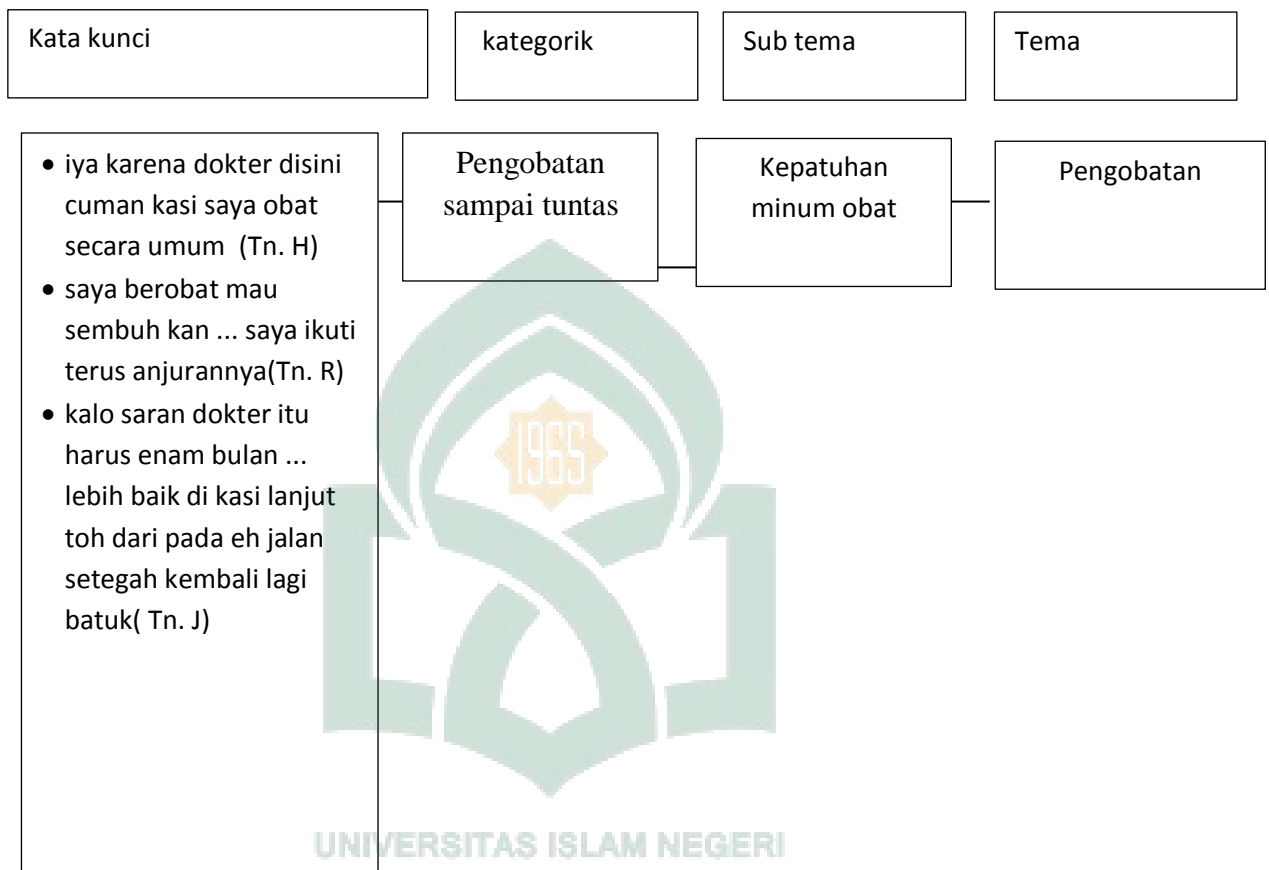 Kata kunci
kategorik
Sub tema
Tema
• iya karena dokter disini
cuman kasi saya obat
secara umum (Tn. H)
• saya berobat mau
sembuh kan ... saya ikuti
terus anjurannya(Tn. R)
• kalo saran dokter itu
harus enam bulan ...
lebih baik di kasi lanjut
toh dari pada eh jalan
setegah kembali lagi
batuk( Tn. J)
Pengobatan
sampai tuntas
Kepatuhan
minum obat
Pengobatan
1965
UNIVERSITAS ISLAM NEGERI